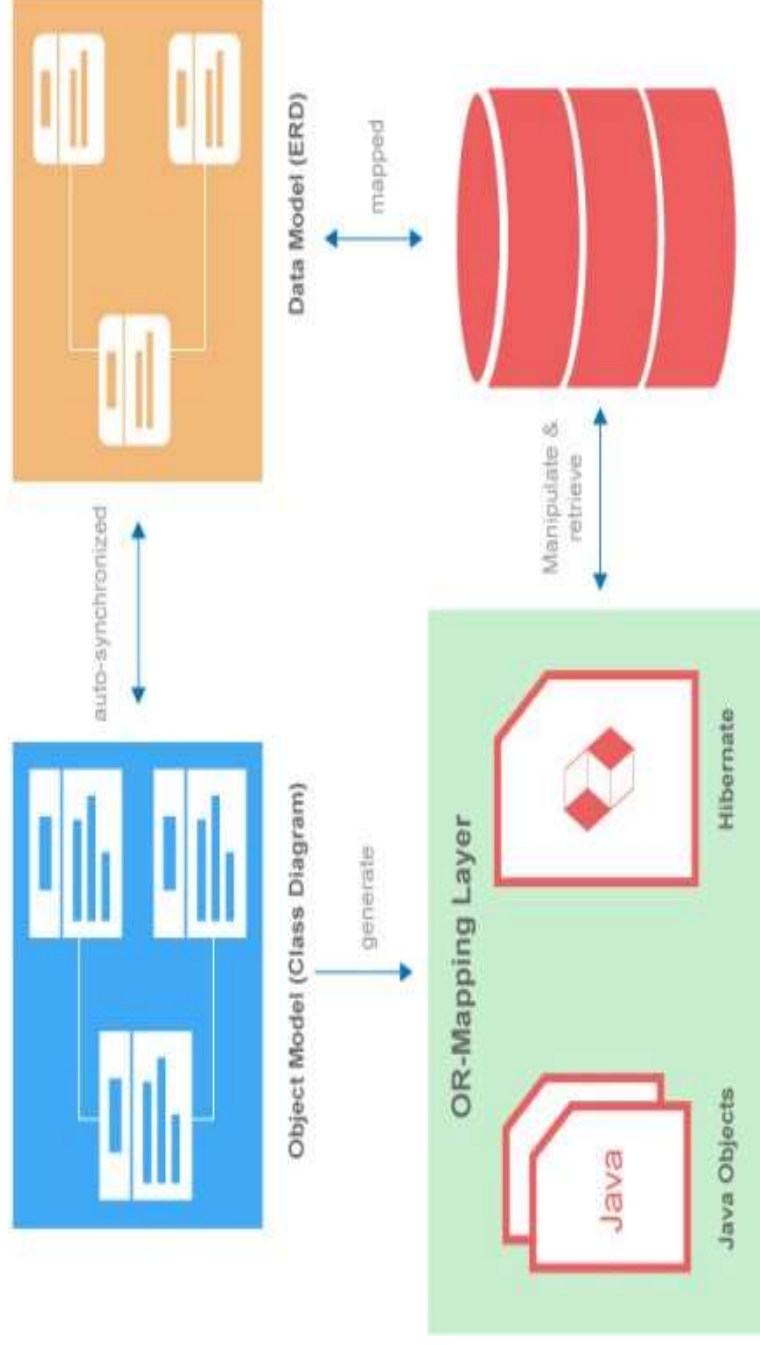 auto-synchronized
Object Model (Class Diagram)
Data Model (ERD)
generate
mapped
OR-Mapping Layer
Manipulate &
retrieve
Java
Java Objects
Hibernate